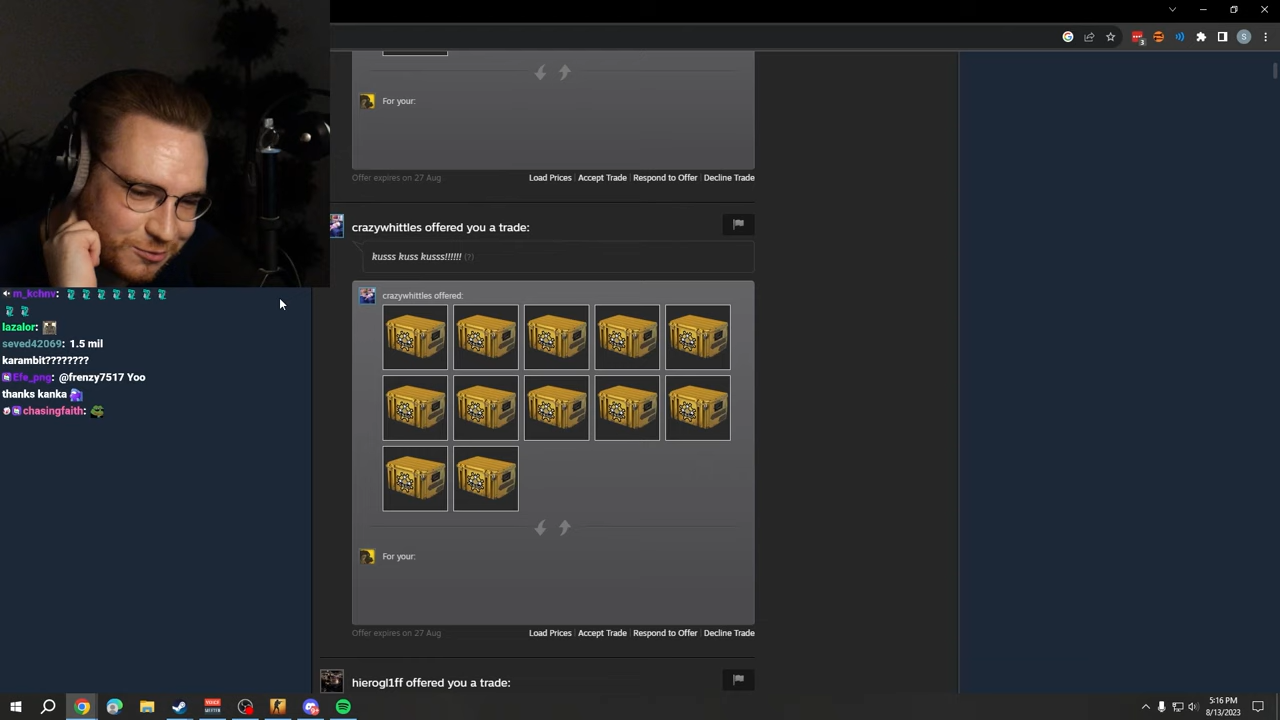 For your:
Offer expires on 27 Aug
Load Prices | Accept Trade | Respond to Offer | Decline Trade
crazywhittles offered you a trade:
kusss kuss kusss!!!!!! (?)
crazywhittles offered:
m_kchnv:
lazalor:
seved42069: 1.5 mil
karambit????????
Efe_png: @frenzy7517 Yoo
thanks kanka
chasingfaith:
For your:
Offer expires on 27 Aug
Load Prices | Accept Trade | Respond to Offer | Decline Trade
hierogl1ff offered you a trade:
5:16 PM
8/13/2023